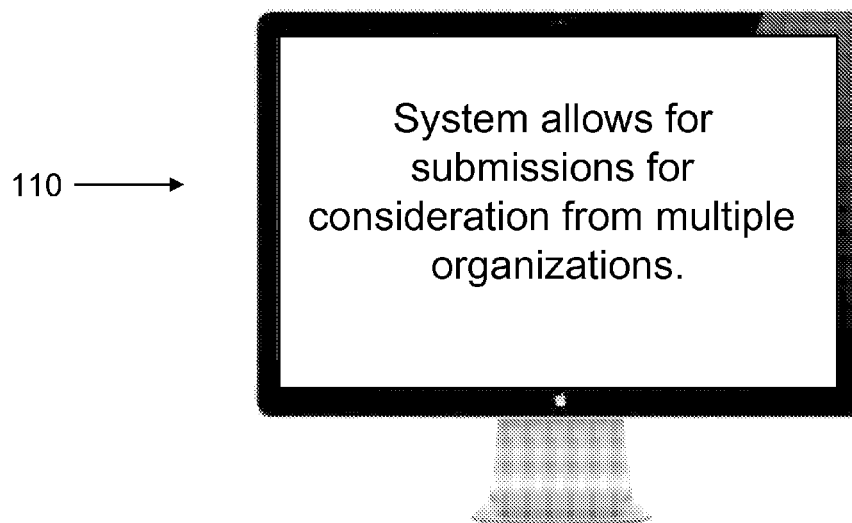 System allows for
submissions for
110
consideration from multiple
organizations.